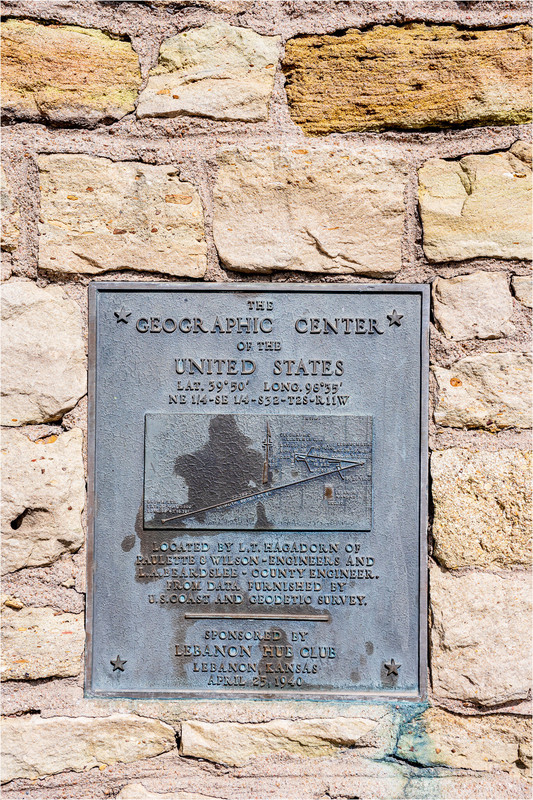 THE
GEOGRAPHIC CENTER
OF THE
UNITED STATES
LAT. 39°50' LONG. 98°35'
NE 1/4-SE 1/4-S32-T2S-R11W
LOCATED BY L.T. HAGADORN OF
PAULETTE & WILSON-ENGINEERS AND
L.A. BEARDSLEE-COUNTY ENGINEER.
FROM DATA FURNISHED BY
U.S. COAST AND GEODETIC SURVEY.
SPONSORED BY
LEBANON HUB CLUB
LEBANON, KANSAS
APRIL 25, 1940